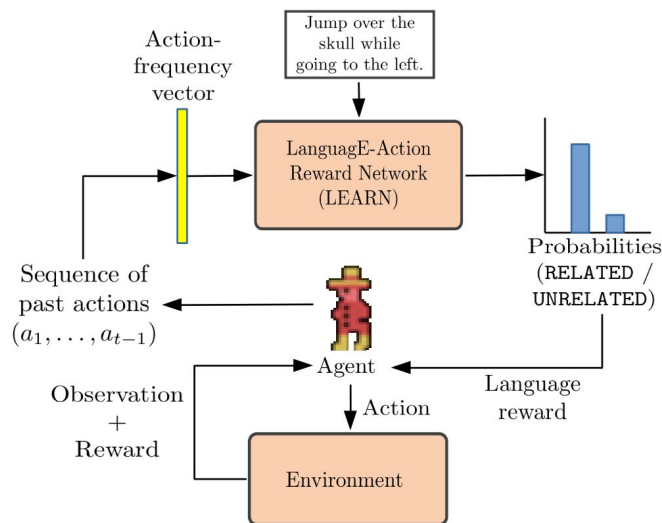 Action-
frequency
vector
Jump over the
skull while
going to the left.
LanguagE-Action
Reward Network
(LEARN)
Probabilities
(RELATED /
UNRELATED)
Sequence of
past actions
(a₁, . . . , aₜ₋₁)
Agent
Language
reward
Observation
+
Reward
Action
Environment